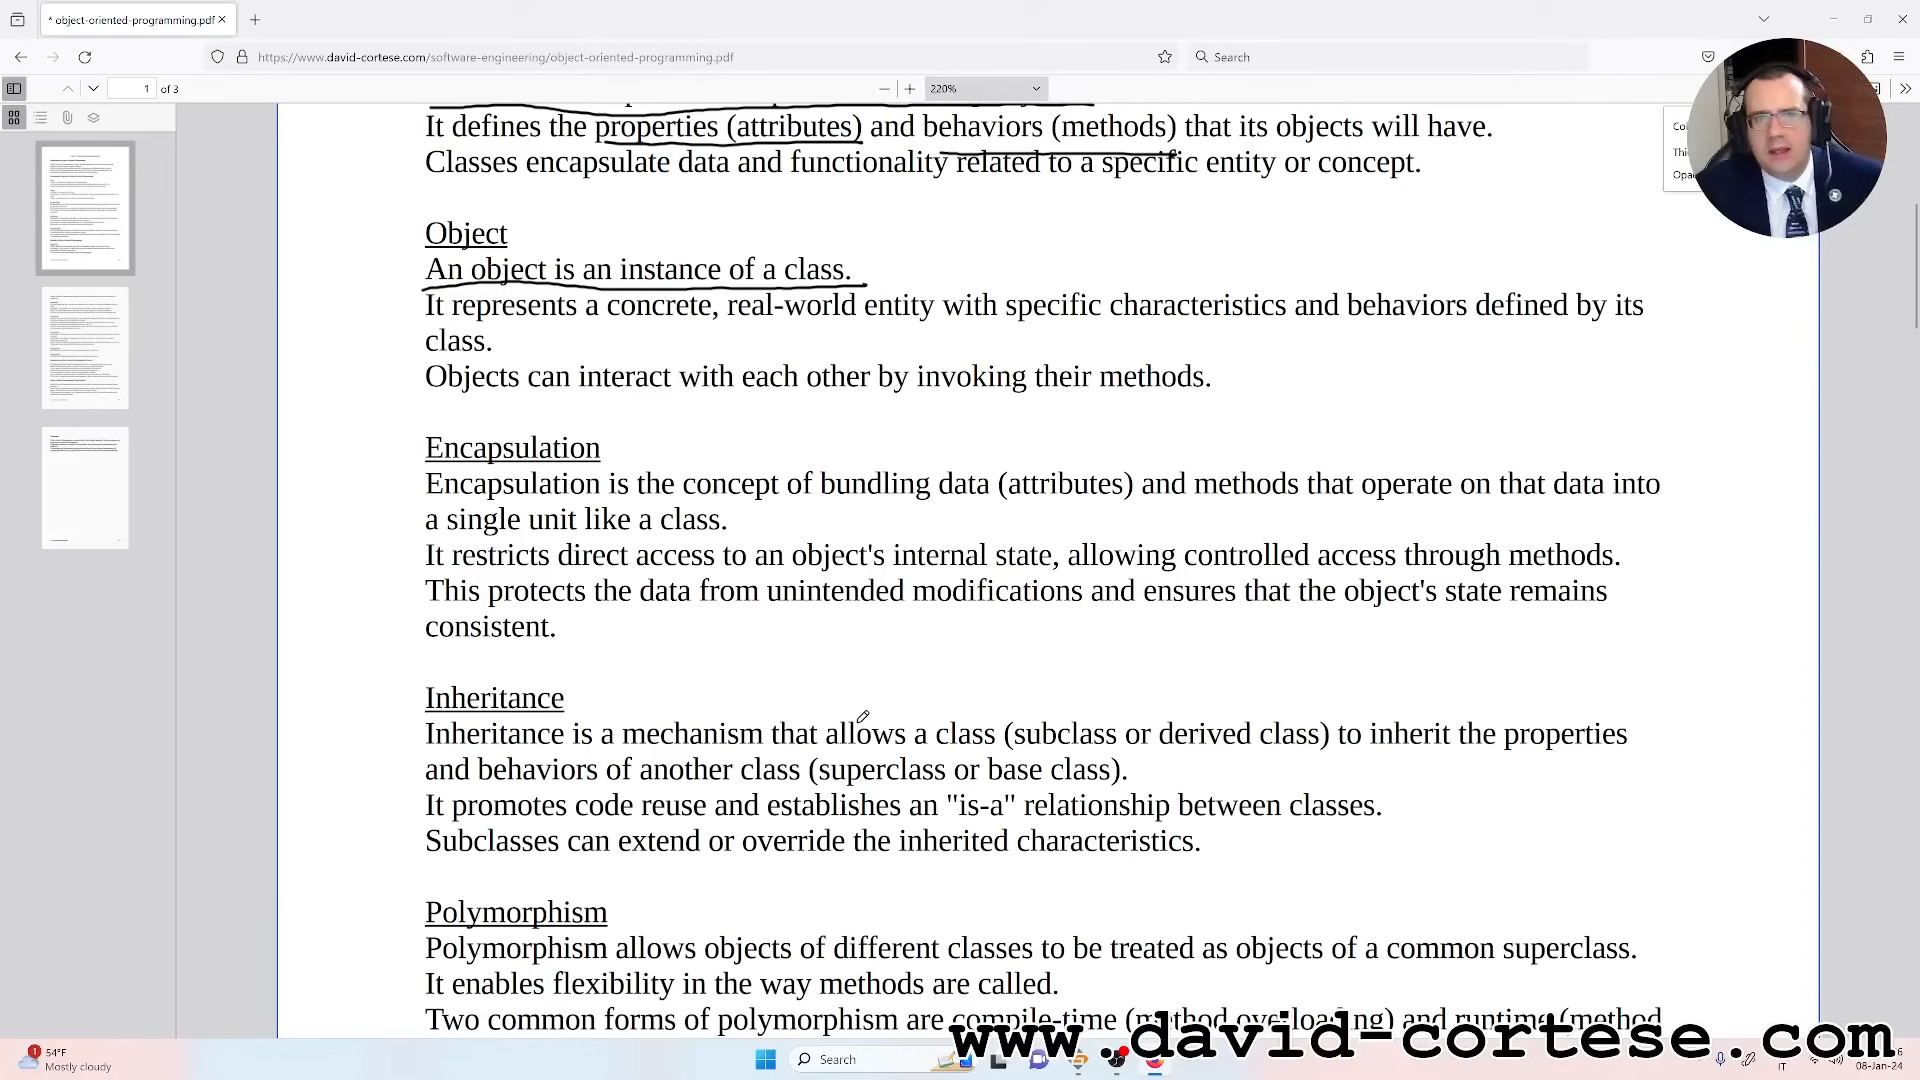 * object-oriented-programming.pdf
https://www.david-cortese.com/software-engineering/object-oriented-programming.pdf
Search
1 of 3
220%
It defines the properties (attributes) and behaviors (methods) that its objects will have.
Classes encapsulate data and functionality related to a specific entity or concept.
Object
An object is an instance of a class.
It represents a concrete, real-world entity with specific characteristics and behaviors defined by its
class.
Objects can interact with each other by invoking their methods.
Encapsulation
Encapsulation is the concept of bundling data (attributes) and methods that operate on that data into
a single unit like a class.
It restricts direct access to an object's internal state, allowing controlled access through methods.
This protects the data from unintended modifications and ensures that the object's state remains
consistent.
Inheritance
Inheritance is a mechanism that allows a class (subclass or derived class) to inherit the properties
and behaviors of another class (superclass or base class).
It promotes code reuse and establishes an "is-a" relationship between classes.
Subclasses can extend or override the inherited characteristics.
Polymorphism
Polymorphism allows objects of different classes to be treated as objects of a common superclass.
It enables flexibility in the way methods are called.
Two common forms of polymorphism are compile-time (method overloading) and runtime (method
www.david-cortese.com
1
54°F
Mostly cloudy
Search
IT
08-Jan-24